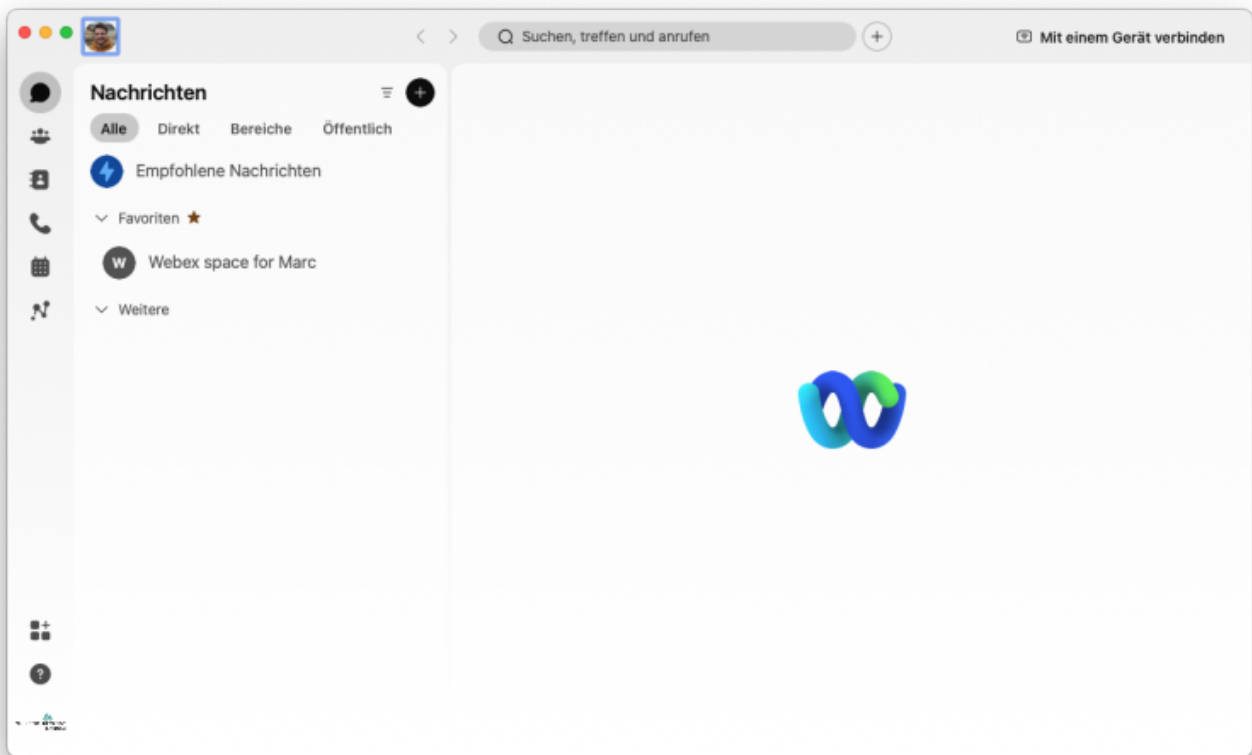 Suchen, treffen und anrufen
Mit einem Gerät verbinden
Nachrichten
Alle Direkt Bereiche Öffentlich
Empfohlene Nachrichten
Favoriten
W Webex space for Marc
Weitere